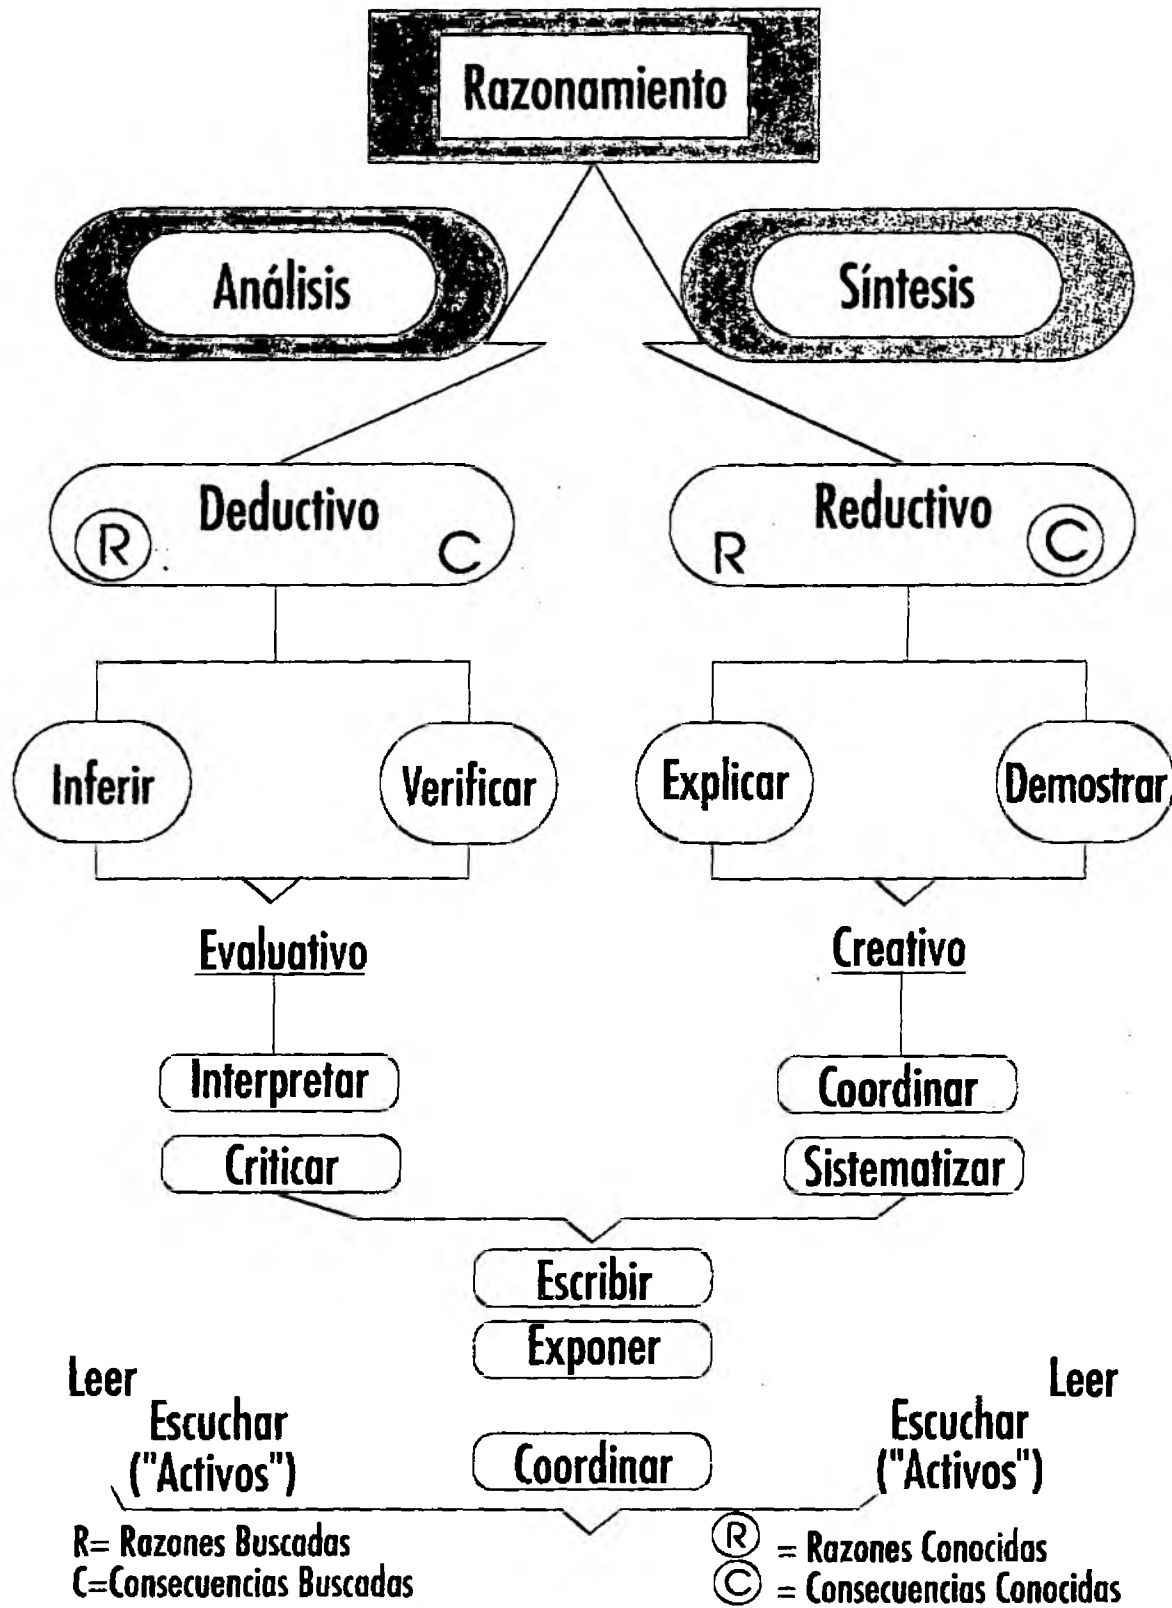 Razonamiento
Análisis
Síntesis
Deductivo
R
C
Reductivo
R
C
Inferir
Verificar
Explicar
Demostrar
Evaluativo
Creativo
Interpretar
Coordinar
Criticar
Sistematizar
Escribir
Exponer
Leer
Escuchar
("Activos")
Coordinar
Leer
Escuchar
("Activos")
R= Razones Buscadas
C=Consecuencias Buscadas
Ⓡ = Razones Conocidas
Ⓒ = Consecuencias Conocidas